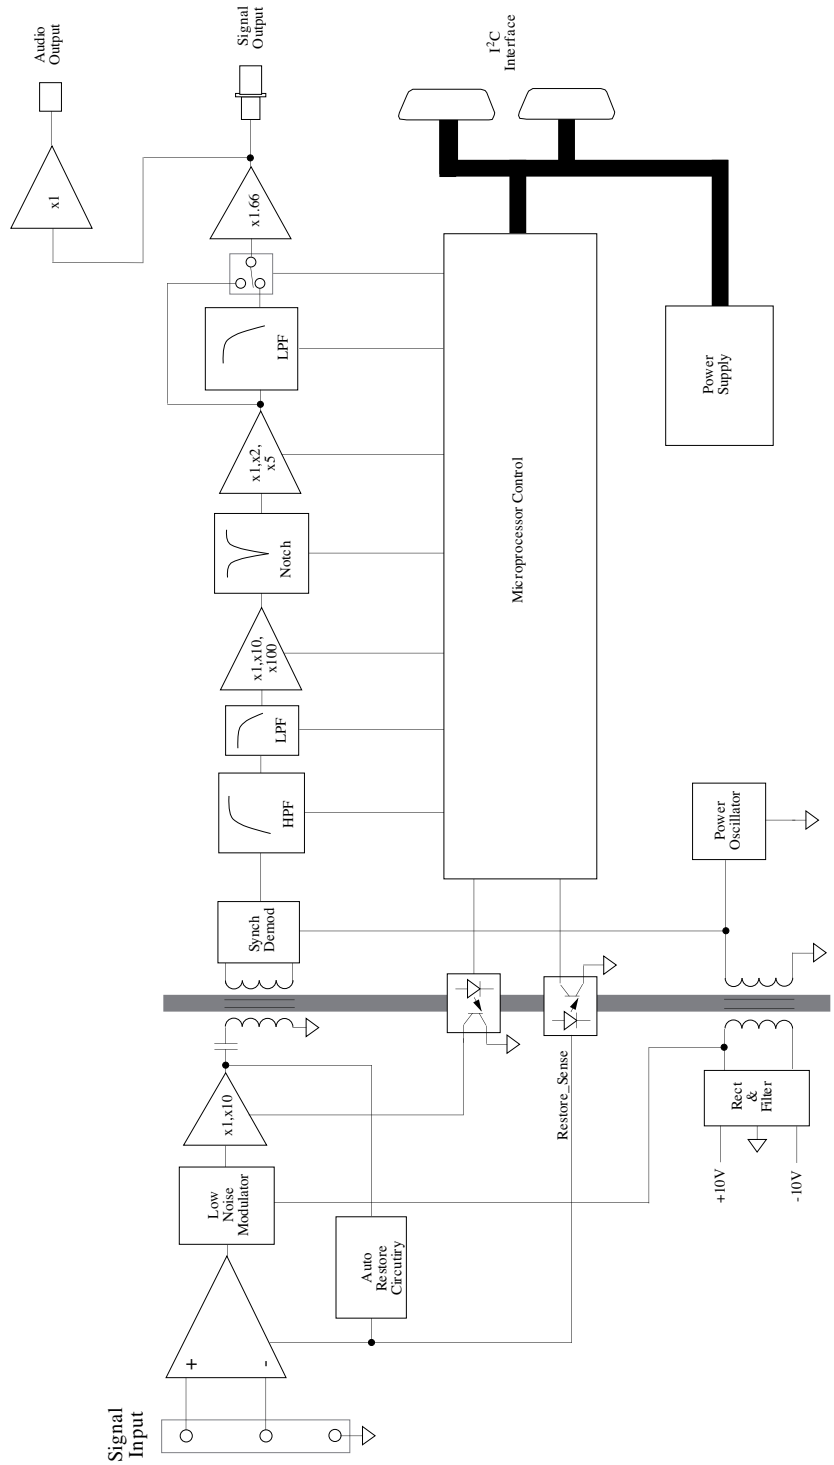 Signal
Input
+
-
Low
Noise
Modulator
x1,x10
Auto
Restore
Circutiry
Restore_Sense
+10V
-10V
Rect
&
Filter
Synch
Demod
Power
Oscillator
HPF
LPF
x1,x10,
x100
Notch
x1,x2,
x5
LPF
x1.66
x1
Audio
Output
Signal
Output
Microprocessor Control
Power
Supply
I²C
Interface